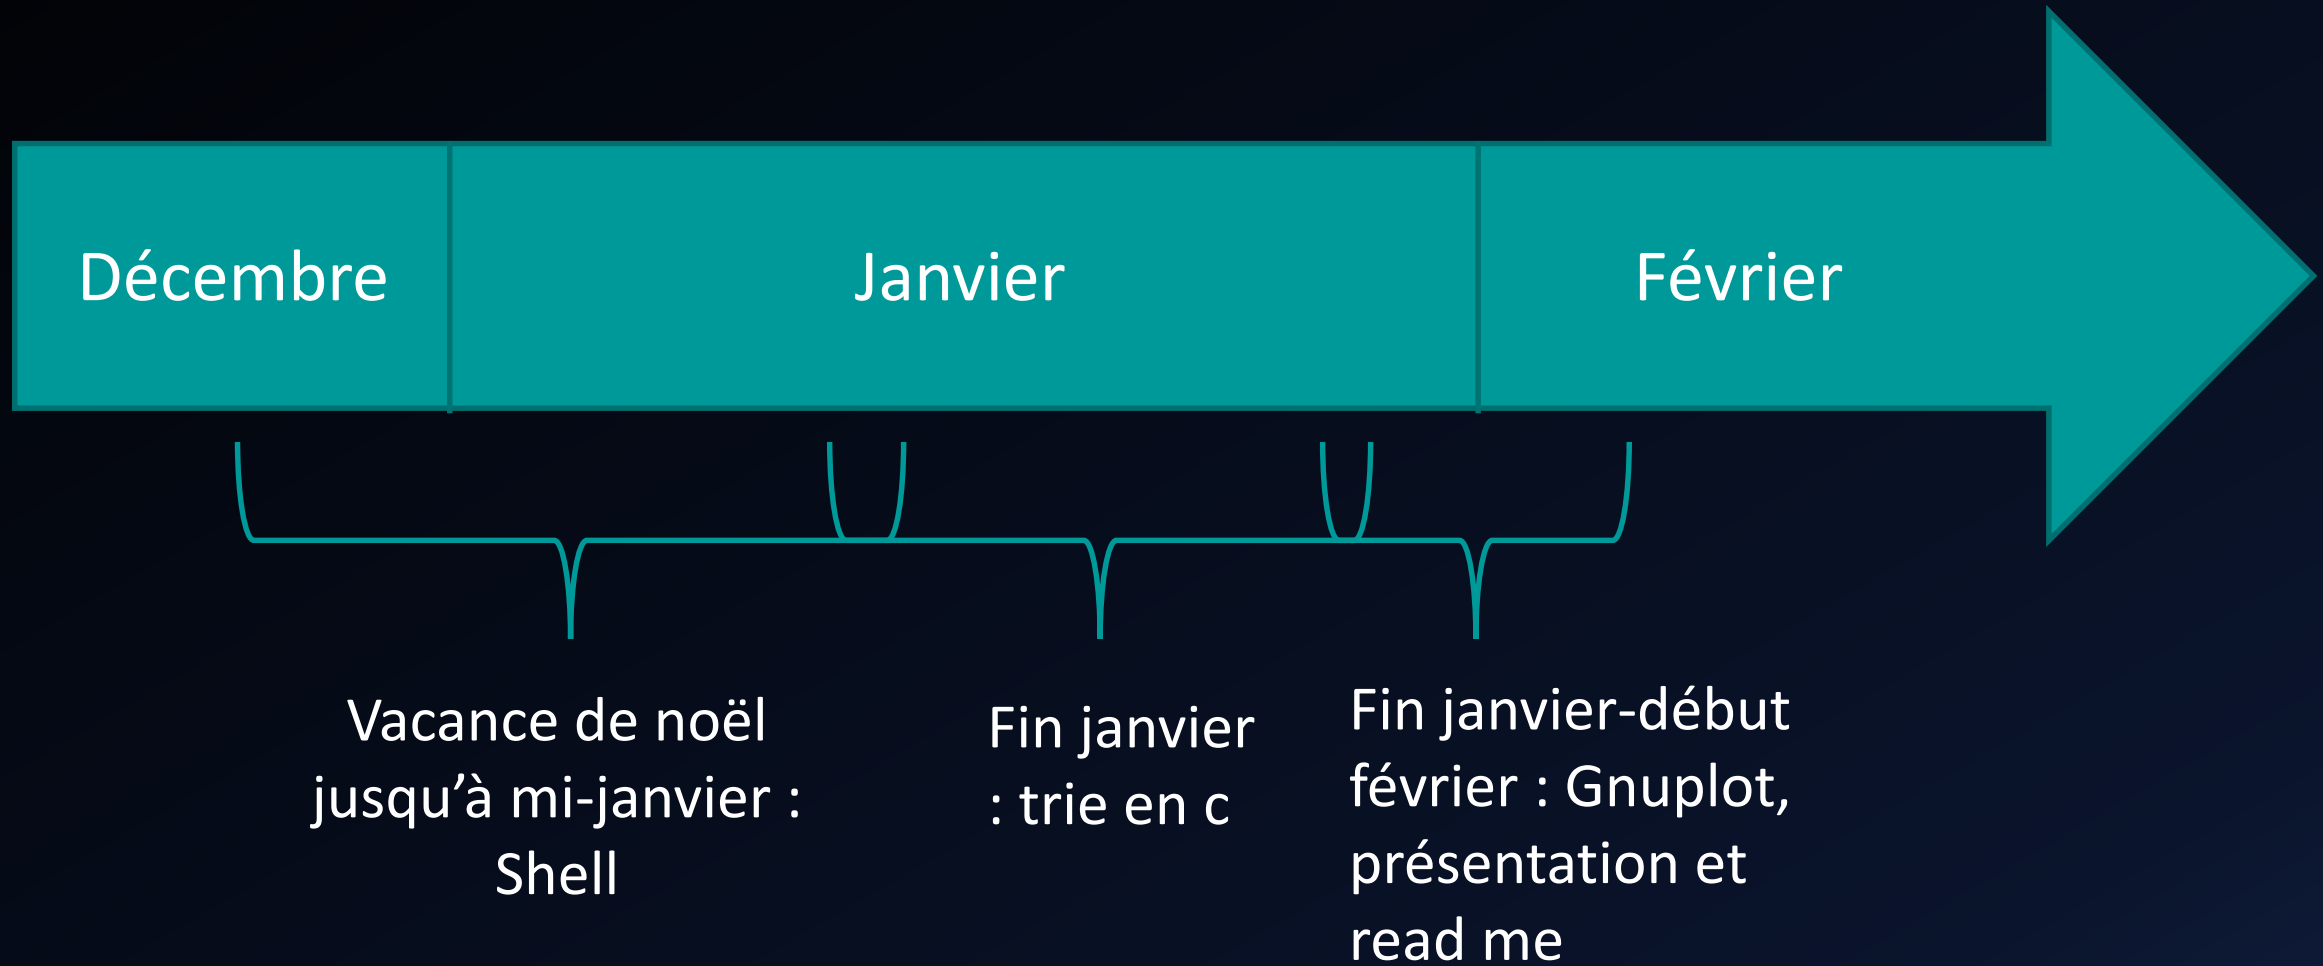 Décembre
Janvier
Février
Vacance de noël
jusqu’à mi-janvier :
Shell
Fin janvier
: trie en c
Fin janvier-début
février : Gnuplot,
présentation et
read me